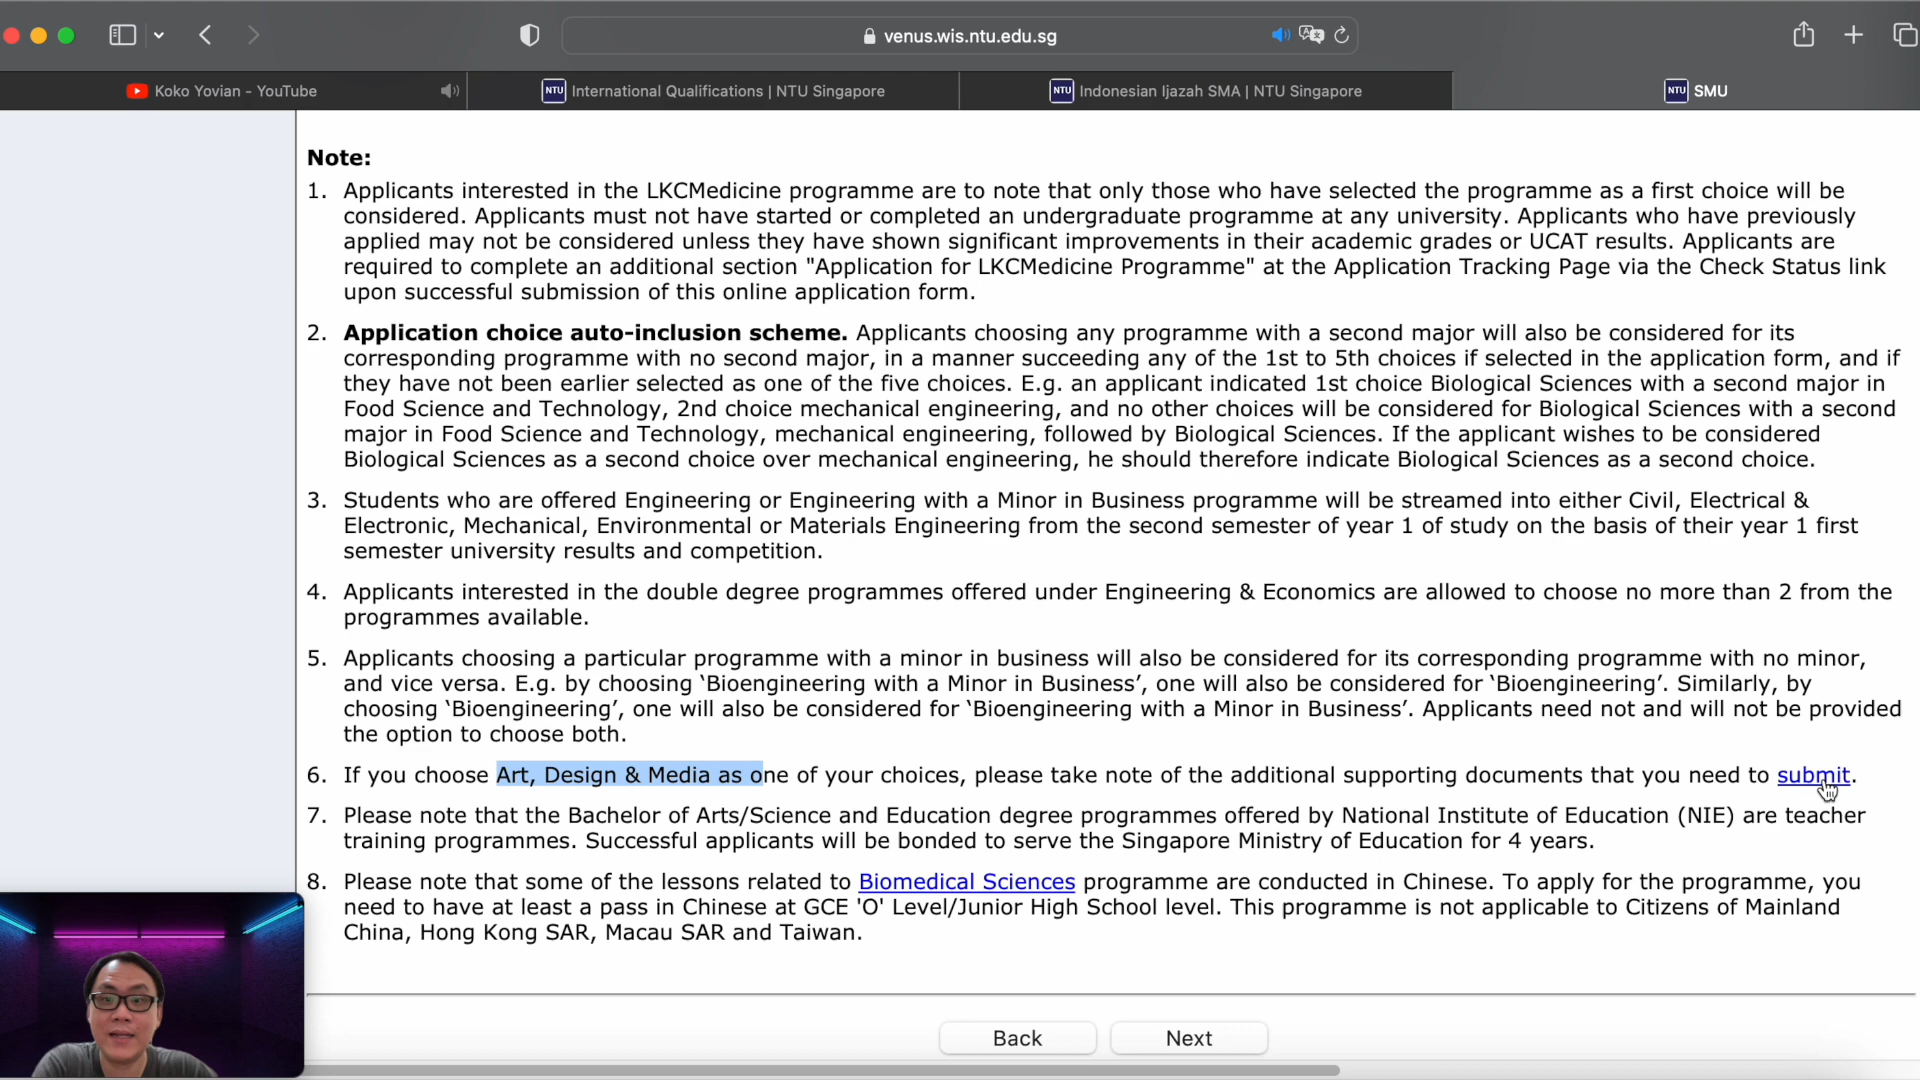 venus.wis.ntu.edu.sg
Koko Yovian - YouTube
NTU International Qualifications | NTU Singapore
NTU Indonesian Ijazah SMA | NTU Singapore
NTU SMU
Note:
1. Applicants interested in the LKCMedicine programme are to note that only those who have selected the programme as a first choice will be
considered. Applicants must not have started or completed an undergraduate programme at any university. Applicants who have previously
applied may not be considered unless they have shown significant improvements in their academic grades or UCAT results. Applicants are
required to complete an additional section "Application for LKCMedicine Programme" at the Application Tracking Page via the Check Status link
upon successful submission of this online application form.
2. Application choice auto-inclusion scheme. Applicants choosing any programme with a second major will also be considered for its
corresponding programme with no second major, in a manner succeeding any of the 1st to 5th choices if selected in the application form, and if
they have not been earlier selected as one of the five choices. E.g. an applicant indicated 1st choice Biological Sciences with a second major in
Food Science and Technology, 2nd choice mechanical engineering, and no other choices will be considered for Biological Sciences with a second
major in Food Science and Technology, mechanical engineering, followed by Biological Sciences. If the applicant wishes to be considered
Biological Sciences as a second choice over mechanical engineering, he should therefore indicate Biological Sciences as a second choice.
3. Students who are offered Engineering or Engineering with a Minor in Business programme will be streamed into either Civil, Electrical &
Electronic, Mechanical, Environmental or Materials Engineering from the second semester of year 1 of study on the basis of their year 1 first
semester university results and competition.
4. Applicants interested in the double degree programmes offered under Engineering & Economics are allowed to choose no more than 2 from the
programmes available.
5. Applicants choosing a particular programme with a minor in business will also be considered for its corresponding programme with no minor,
and vice versa. E.g. by choosing ‘Bioengineering with a Minor in Business’, one will also be considered for ‘Bioengineering’. Similarly, by
choosing ‘Bioengineering’, one will also be considered for ‘Bioengineering with a Minor in Business’. Applicants need not and will not be provided
the option to choose both.
6. If you choose Art, Design & Media as one of your choices, please take note of the additional supporting documents that you need to submit.
7. Please note that the Bachelor of Arts/Science and Education degree programmes offered by National Institute of Education (NIE) are teacher
training programmes. Successful applicants will be bonded to serve the Singapore Ministry of Education for 4 years.
8. Please note that some of the lessons related to Biomedical Sciences programme are conducted in Chinese. To apply for the programme, you
need to have at least a pass in Chinese at GCE 'O' Level/Junior High School level. This programme is not applicable to Citizens of Mainland
China, Hong Kong SAR, Macau SAR and Taiwan.
Back Next